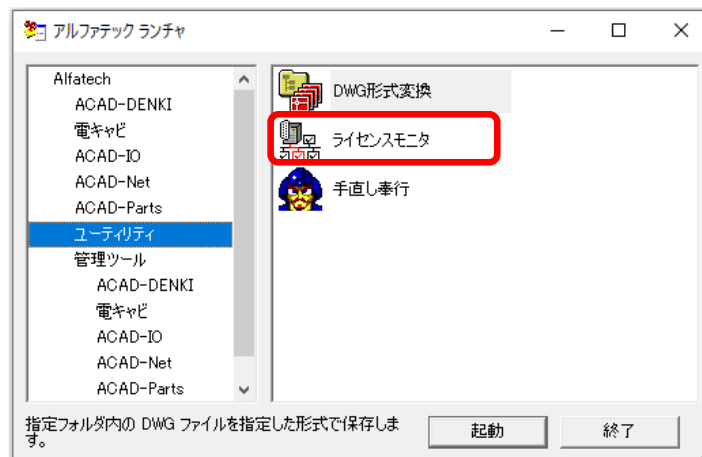 アルファテック ランチャ
Alfatech
ACAD-DENKI
電キャビ
ACAD-IO
ACAD-Net
ACAD-Parts
ユーティリティ
管理ツール
ACAD-DENKI
電キャビ
ACAD-IO
ACAD-Net
ACAD-Parts
DWG形式変換
ライセンスモニタ
手直し奉行
指定フォルダ内の DWG ファイルを指定した形式で保存しま
す。
起動
終了